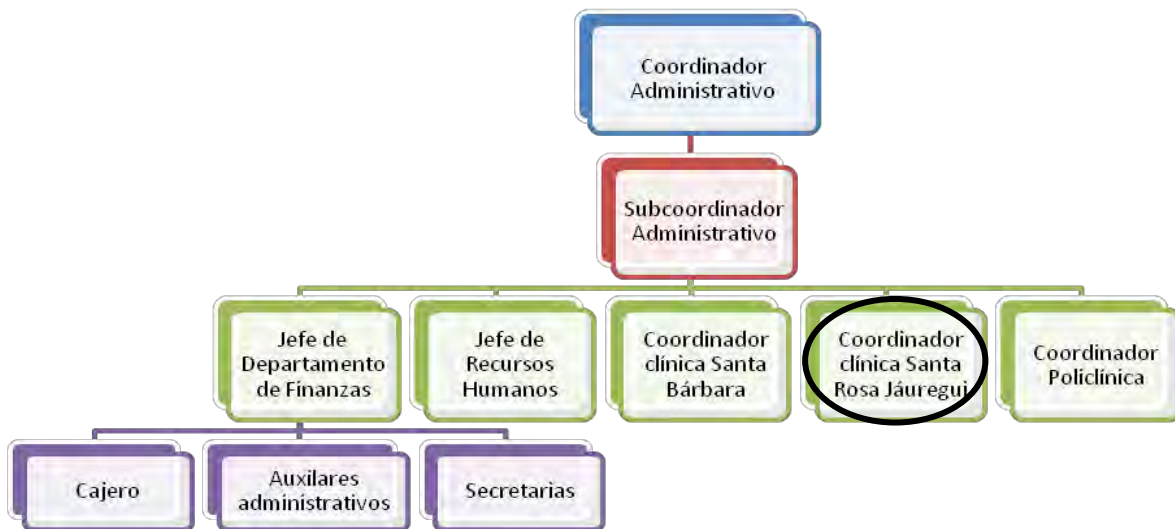 Coordinador
Administrativo
Subcoordinador
Administrativo
Jefe de
Departamento
de Finanzas
Jefe de
Recursos
Humanos
Coordinador
clínica Santa
Bárbara
Coordinador
clínica Santa
Rosa Jáuregui
Coordinador
Policlínica
Cajero
Auxilares
administrativos
Secretarias